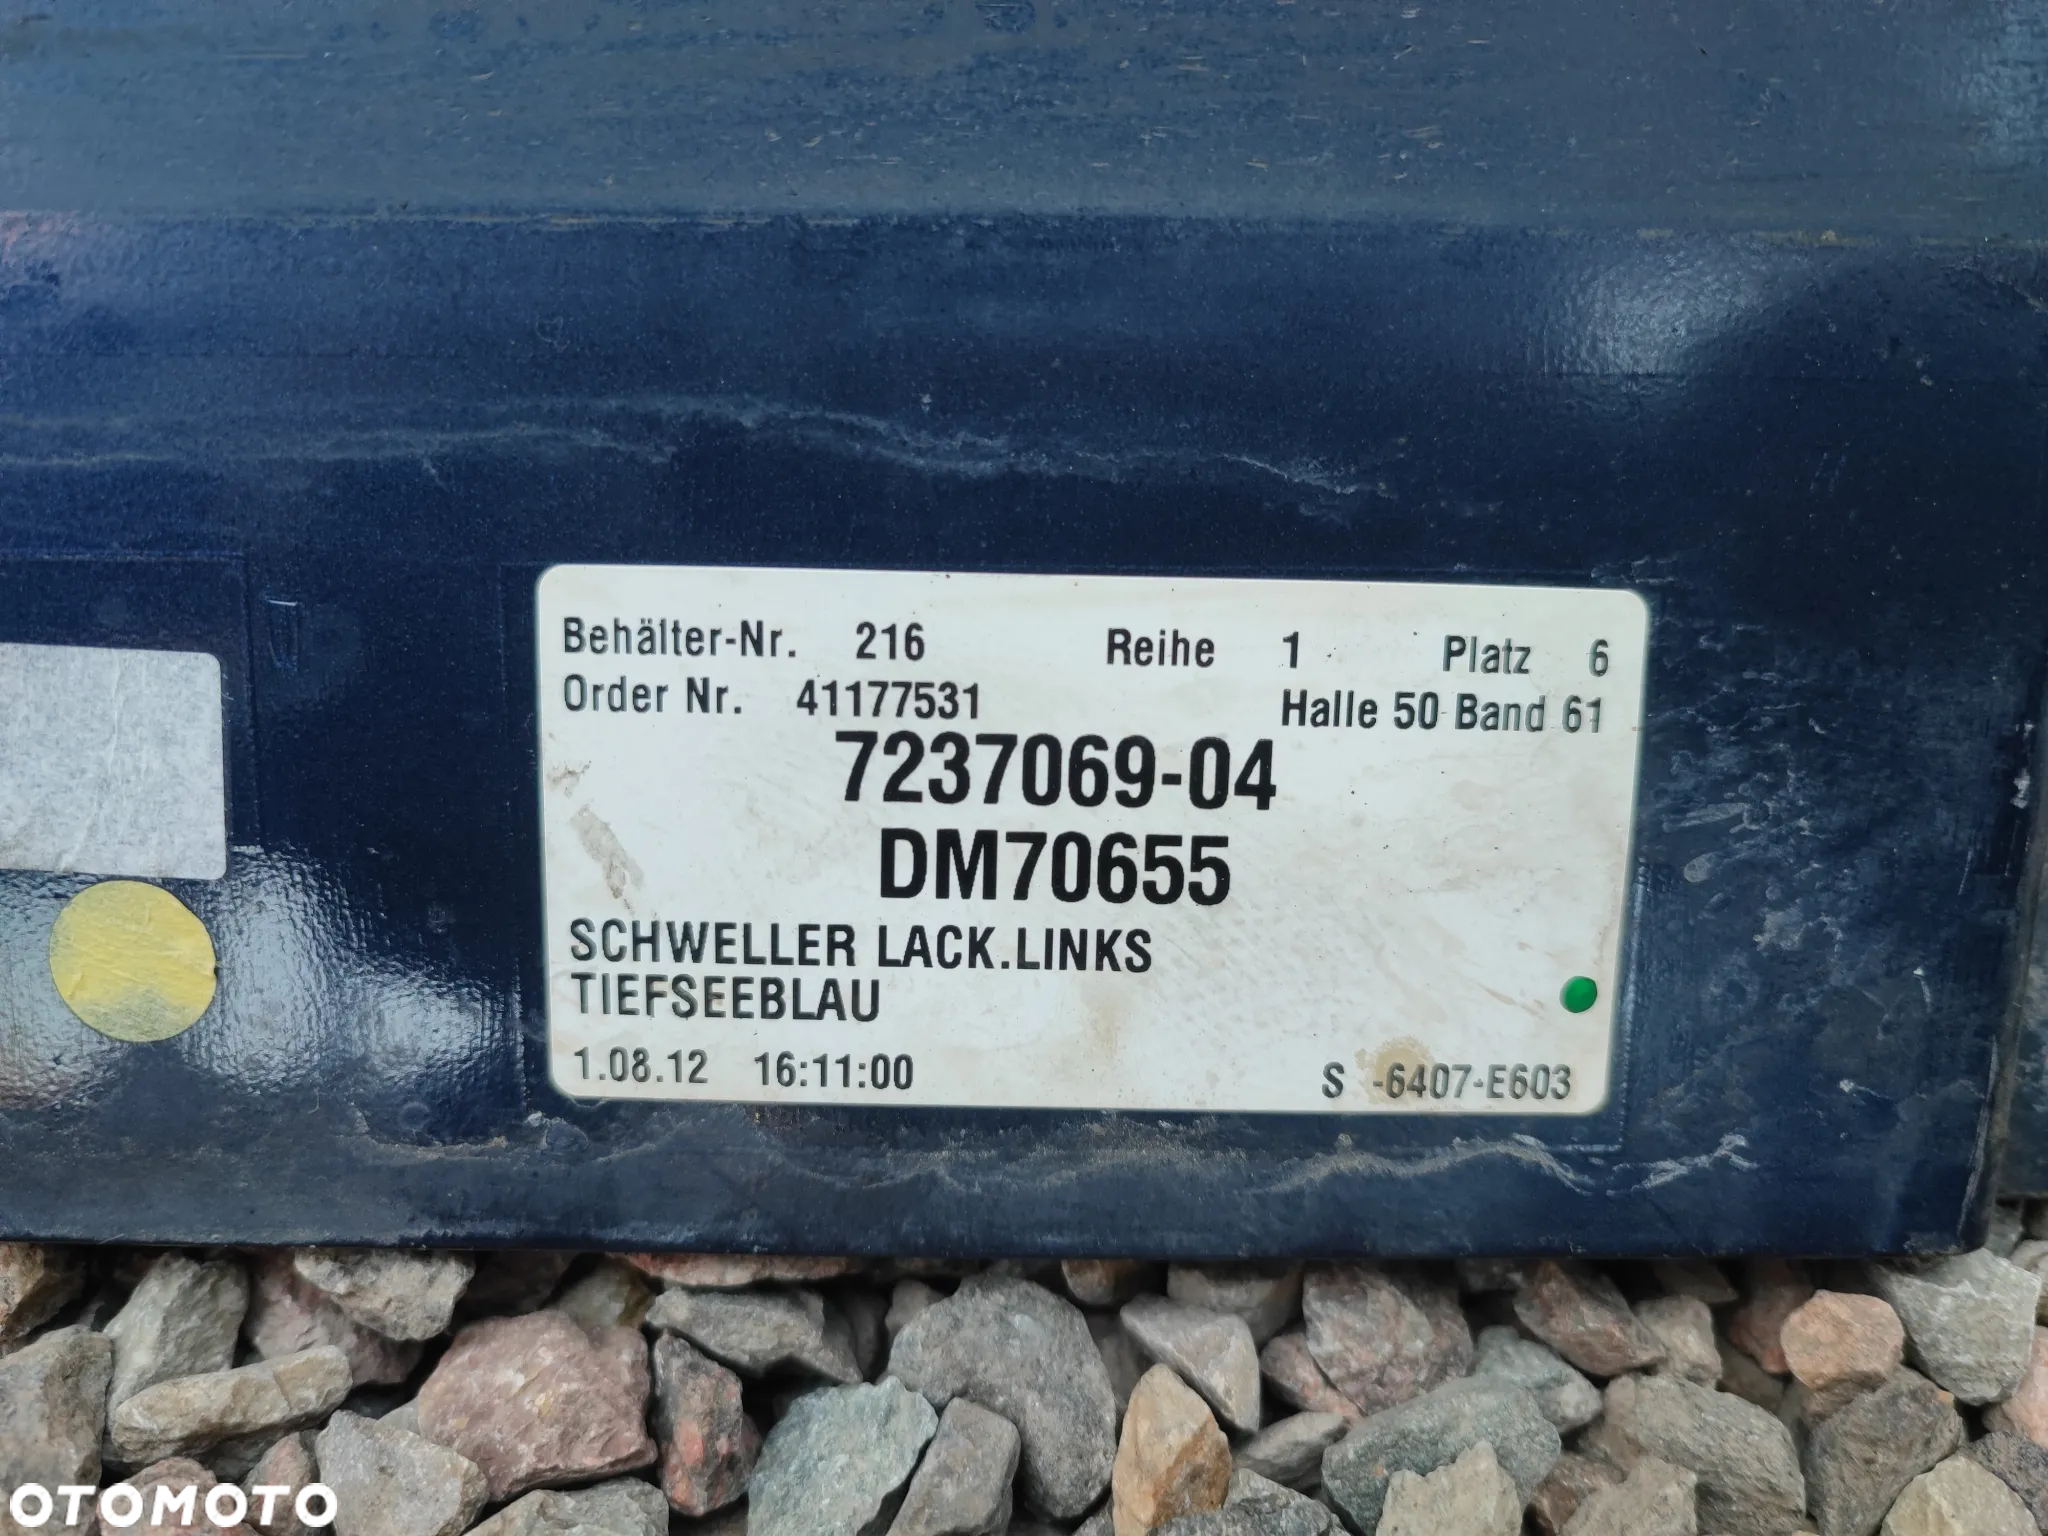 Behälter-Nr. 216 Reihe 1 Platz 6
Order Nr. 41177531 Halle 50 Band 61
7237069-04
DM70655
SCHWELLER LACK.LINKS
TIEFSEEBLAU
1.08.12 16:11:00 S -6407-E603
OTOMOTO